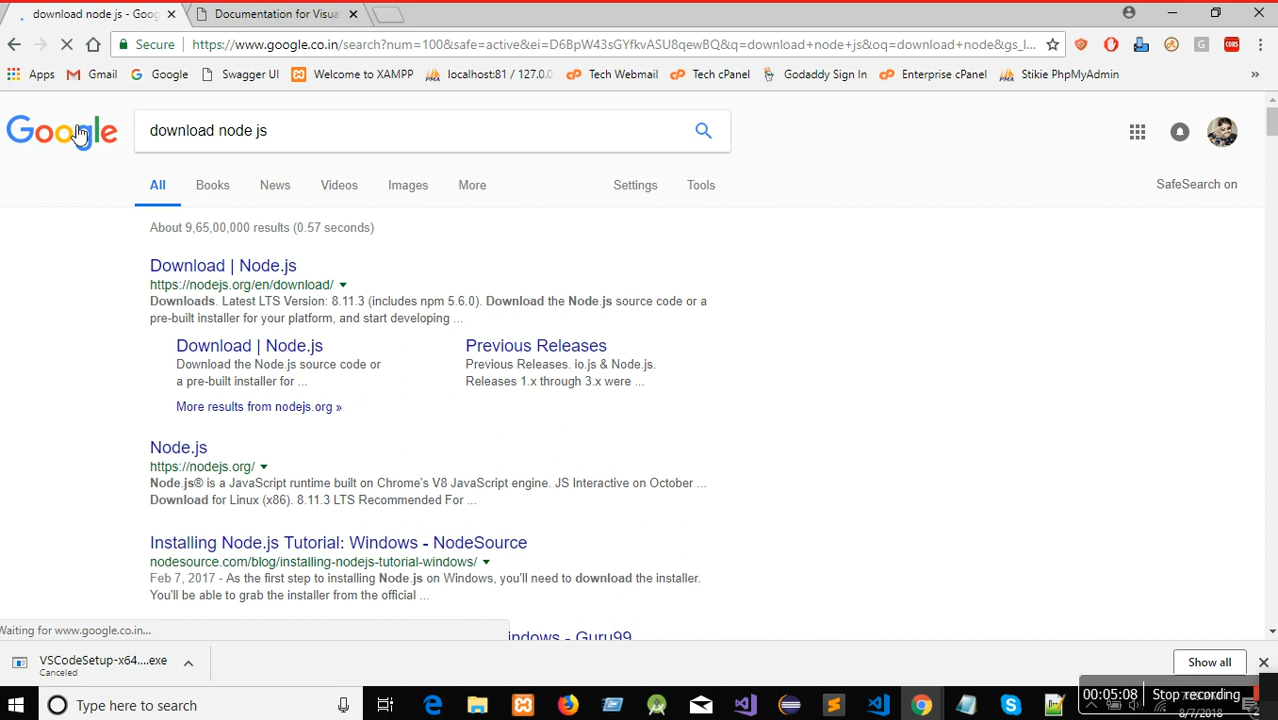 download node js - Goog
Documentation for Visua
Secure
https://www.google.co.in/search?num=100&safe=active&ei=D6BpW43sGYfkvASU8qewBQ&q=download+node+js&oq=download+node&gs_l...
Apps
Gmail
Google
Swagger UI
Welcome to XAMPP
localhost:81 / 127.0.0
Tech Webmail
Tech cPanel
Godaddy Sign In
Enterprise cPanel
Stikie PhpMyAdmin
»
CORS
Google
download node js
All
Books
News
Videos
Images
More
Settings
Tools
SafeSearch on
About 9,65,00,000 results (0.57 seconds)
Download | Node.js
https://nodejs.org/en/download/
Downloads. Latest LTS Version: 8.11.3 (includes npm 5.6.0). Download the Node.js source code or a
pre-built installer for your platform, and start developing ...
Download | Node.js
Download the Node.js source code or
a pre-built installer for ...
Previous Releases
Previous Releases. io.js & Node.js.
Releases 1.x through 3.x were ...
More results from nodejs.org »
Node.js
https://nodejs.org/
Node.js® is a JavaScript runtime built on Chrome's V8 JavaScript engine. JS Interactive on October ...
Download for Linux (x86). 8.11.3 LTS Recommended For ...
Installing Node.js Tutorial: Windows - NodeSource
nodesource.com/blog/installing-nodejs-tutorial-windows/
Feb 7, 2017 - As the first step to installing Node.js on Windows, you'll need to download the installer.
You'll be able to grab the installer from the official ...
indows - Guru99
Waiting for www.google.co.in...
VSCodeSetup-x64....exe
Canceled
Show all
Type here to search
00:05:08
Stop recording
8/7/2018